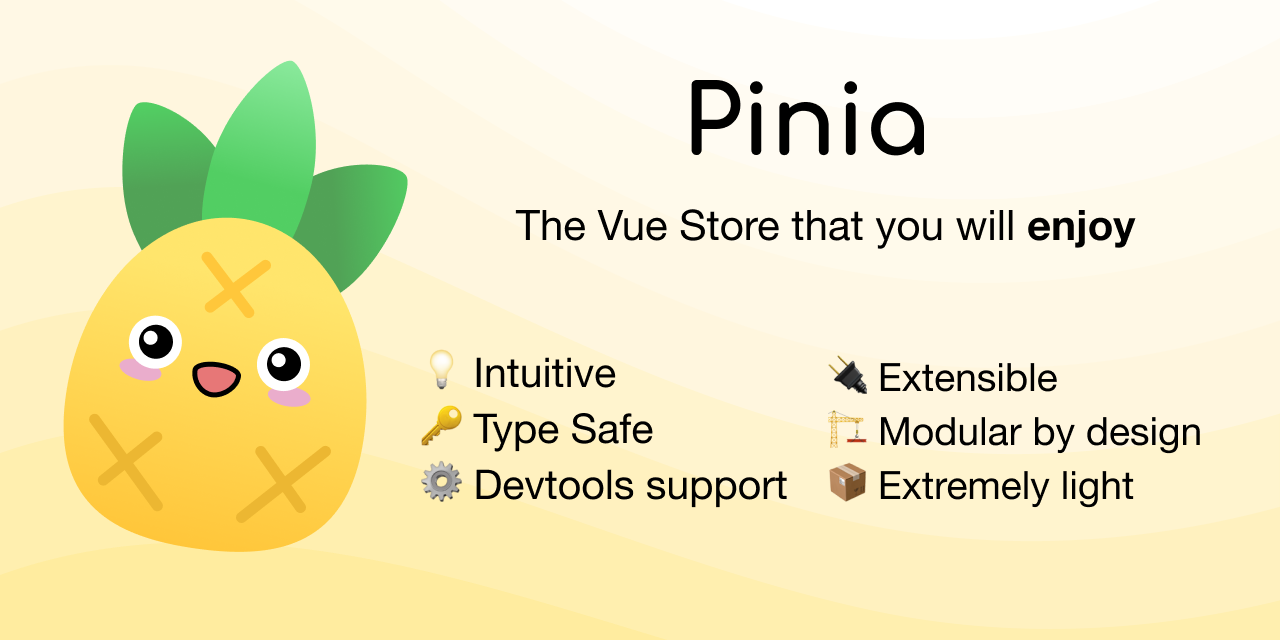 Pinia
The Vue Store that you will enjoy
💡 Intuitive
🔑 Type Safe
⚙️ Devtools support
🔌 Extensible
🏗️ Modular by design
📦 Extremely light